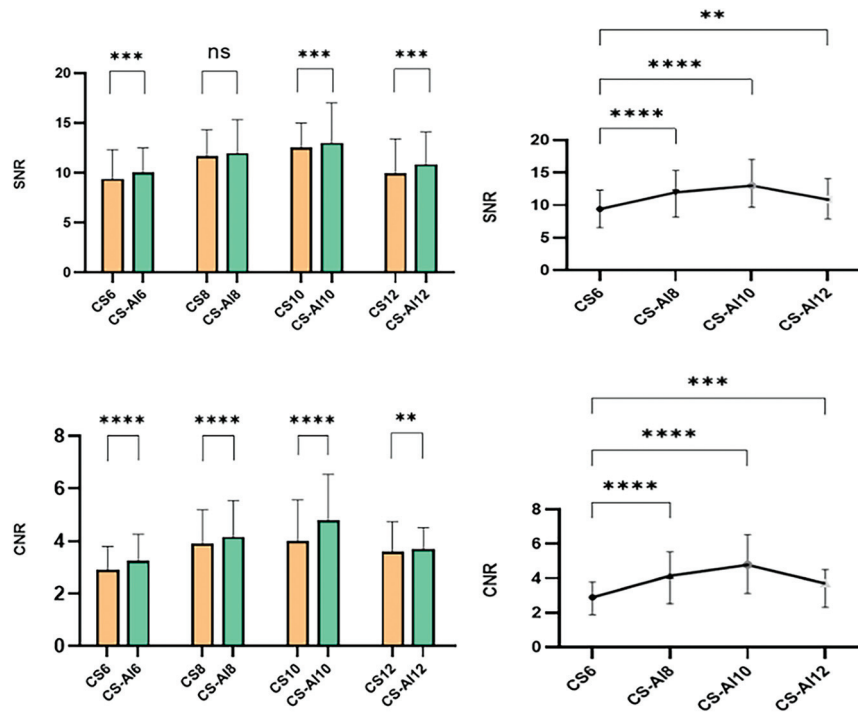 *** ns *** ***
20
15
10
5
0
SNR
CS6 CS-AI6 CS8 CS-AI8 CS10 CS-AI10 CS12 CS-AI12
**
****
****
20
15
10
5
0
SNR
CS6 CS-AI8 CS-AI10 CS-AI12
**** **** **** **
8
6
4
2
0
CNR
CS6 CS-AI6 CS8 CS-AI8 CS10 CS-AI10 CS12 CS-AI12
***
****
****
8
6
4
2
0
CNR
CS6 CS-AI8 CS-AI10 CS-AI12